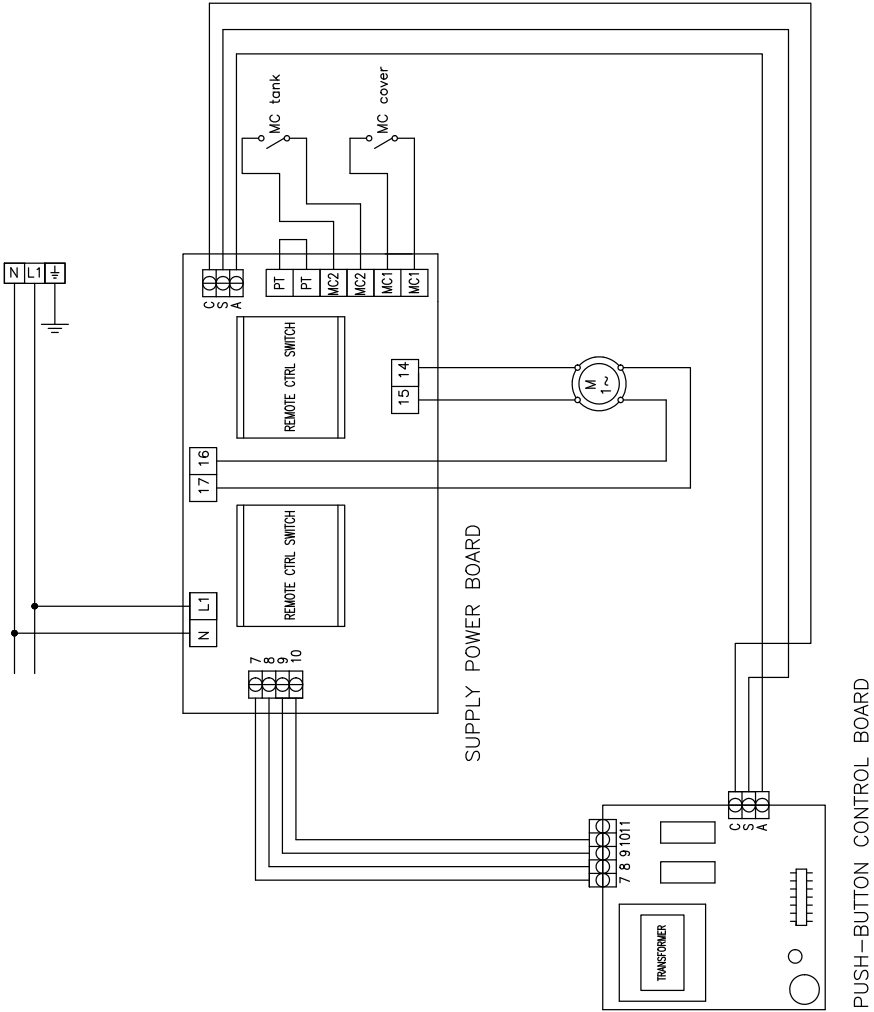 N L1
MC tank
MC cover
C
S
A
PT
PT
MC2
MC2
MC1
MC1
REMOTE CTRL SWITCH
15 14
M
1~
17 16
REMOTE CTRL SWITCH
N L1
7
8
9
10
SUPPLY POWER BOARD
7 8 9 10 11
C
S
A
TRANSFORMER
PUSH-BUTTON CONTROL BOARD